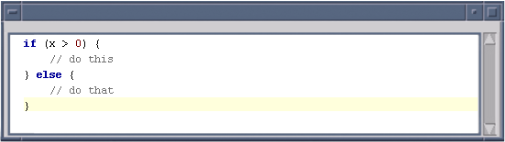 if (x > 0) {
    // do this
} else {
    // do that
}